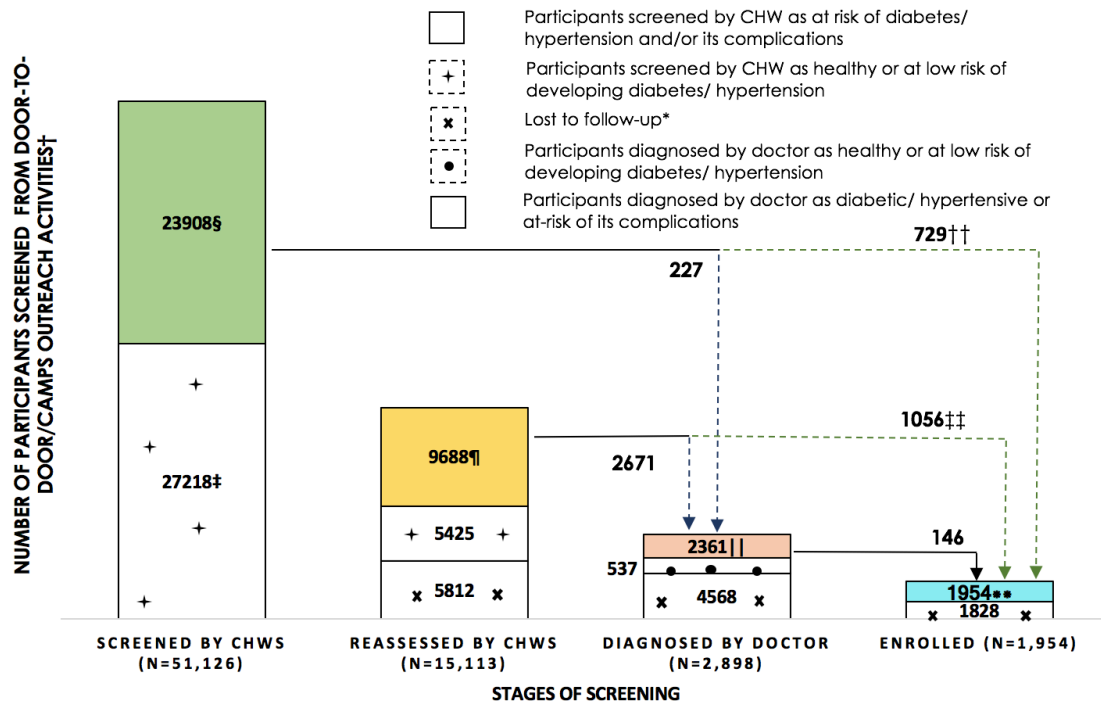 Participants screened by CHW as at risk of diabetes/
hypertension and/or its complications
Participants screened by CHW as healthy or at low risk of
developing diabetes/ hypertension
Lost to follow-up*
Participants diagnosed by doctor as healthy or at low risk of
developing diabetes/ hypertension
Participants diagnosed by doctor as diabetic/ hypertensive or
at-risk of its complications
NUMBER OF PARTICIPANTS SCREENED FROM DOOR-TO-
DOOR/CAMPS OUTREACH ACTIVITIES†
23908§
27218‡
729††
227
1056‡‡
2671
9688¶
5425
5812
2361||
537
4568
146
1954**
1828
SCREENED BY CHWS
(N=51,126)
REASSESSED BY CHWS
(N=15,113)
DIAGNOSED BY DOCTOR
(N=2,898)
ENROLLED (N=1,954)
STAGES OF SCREENING